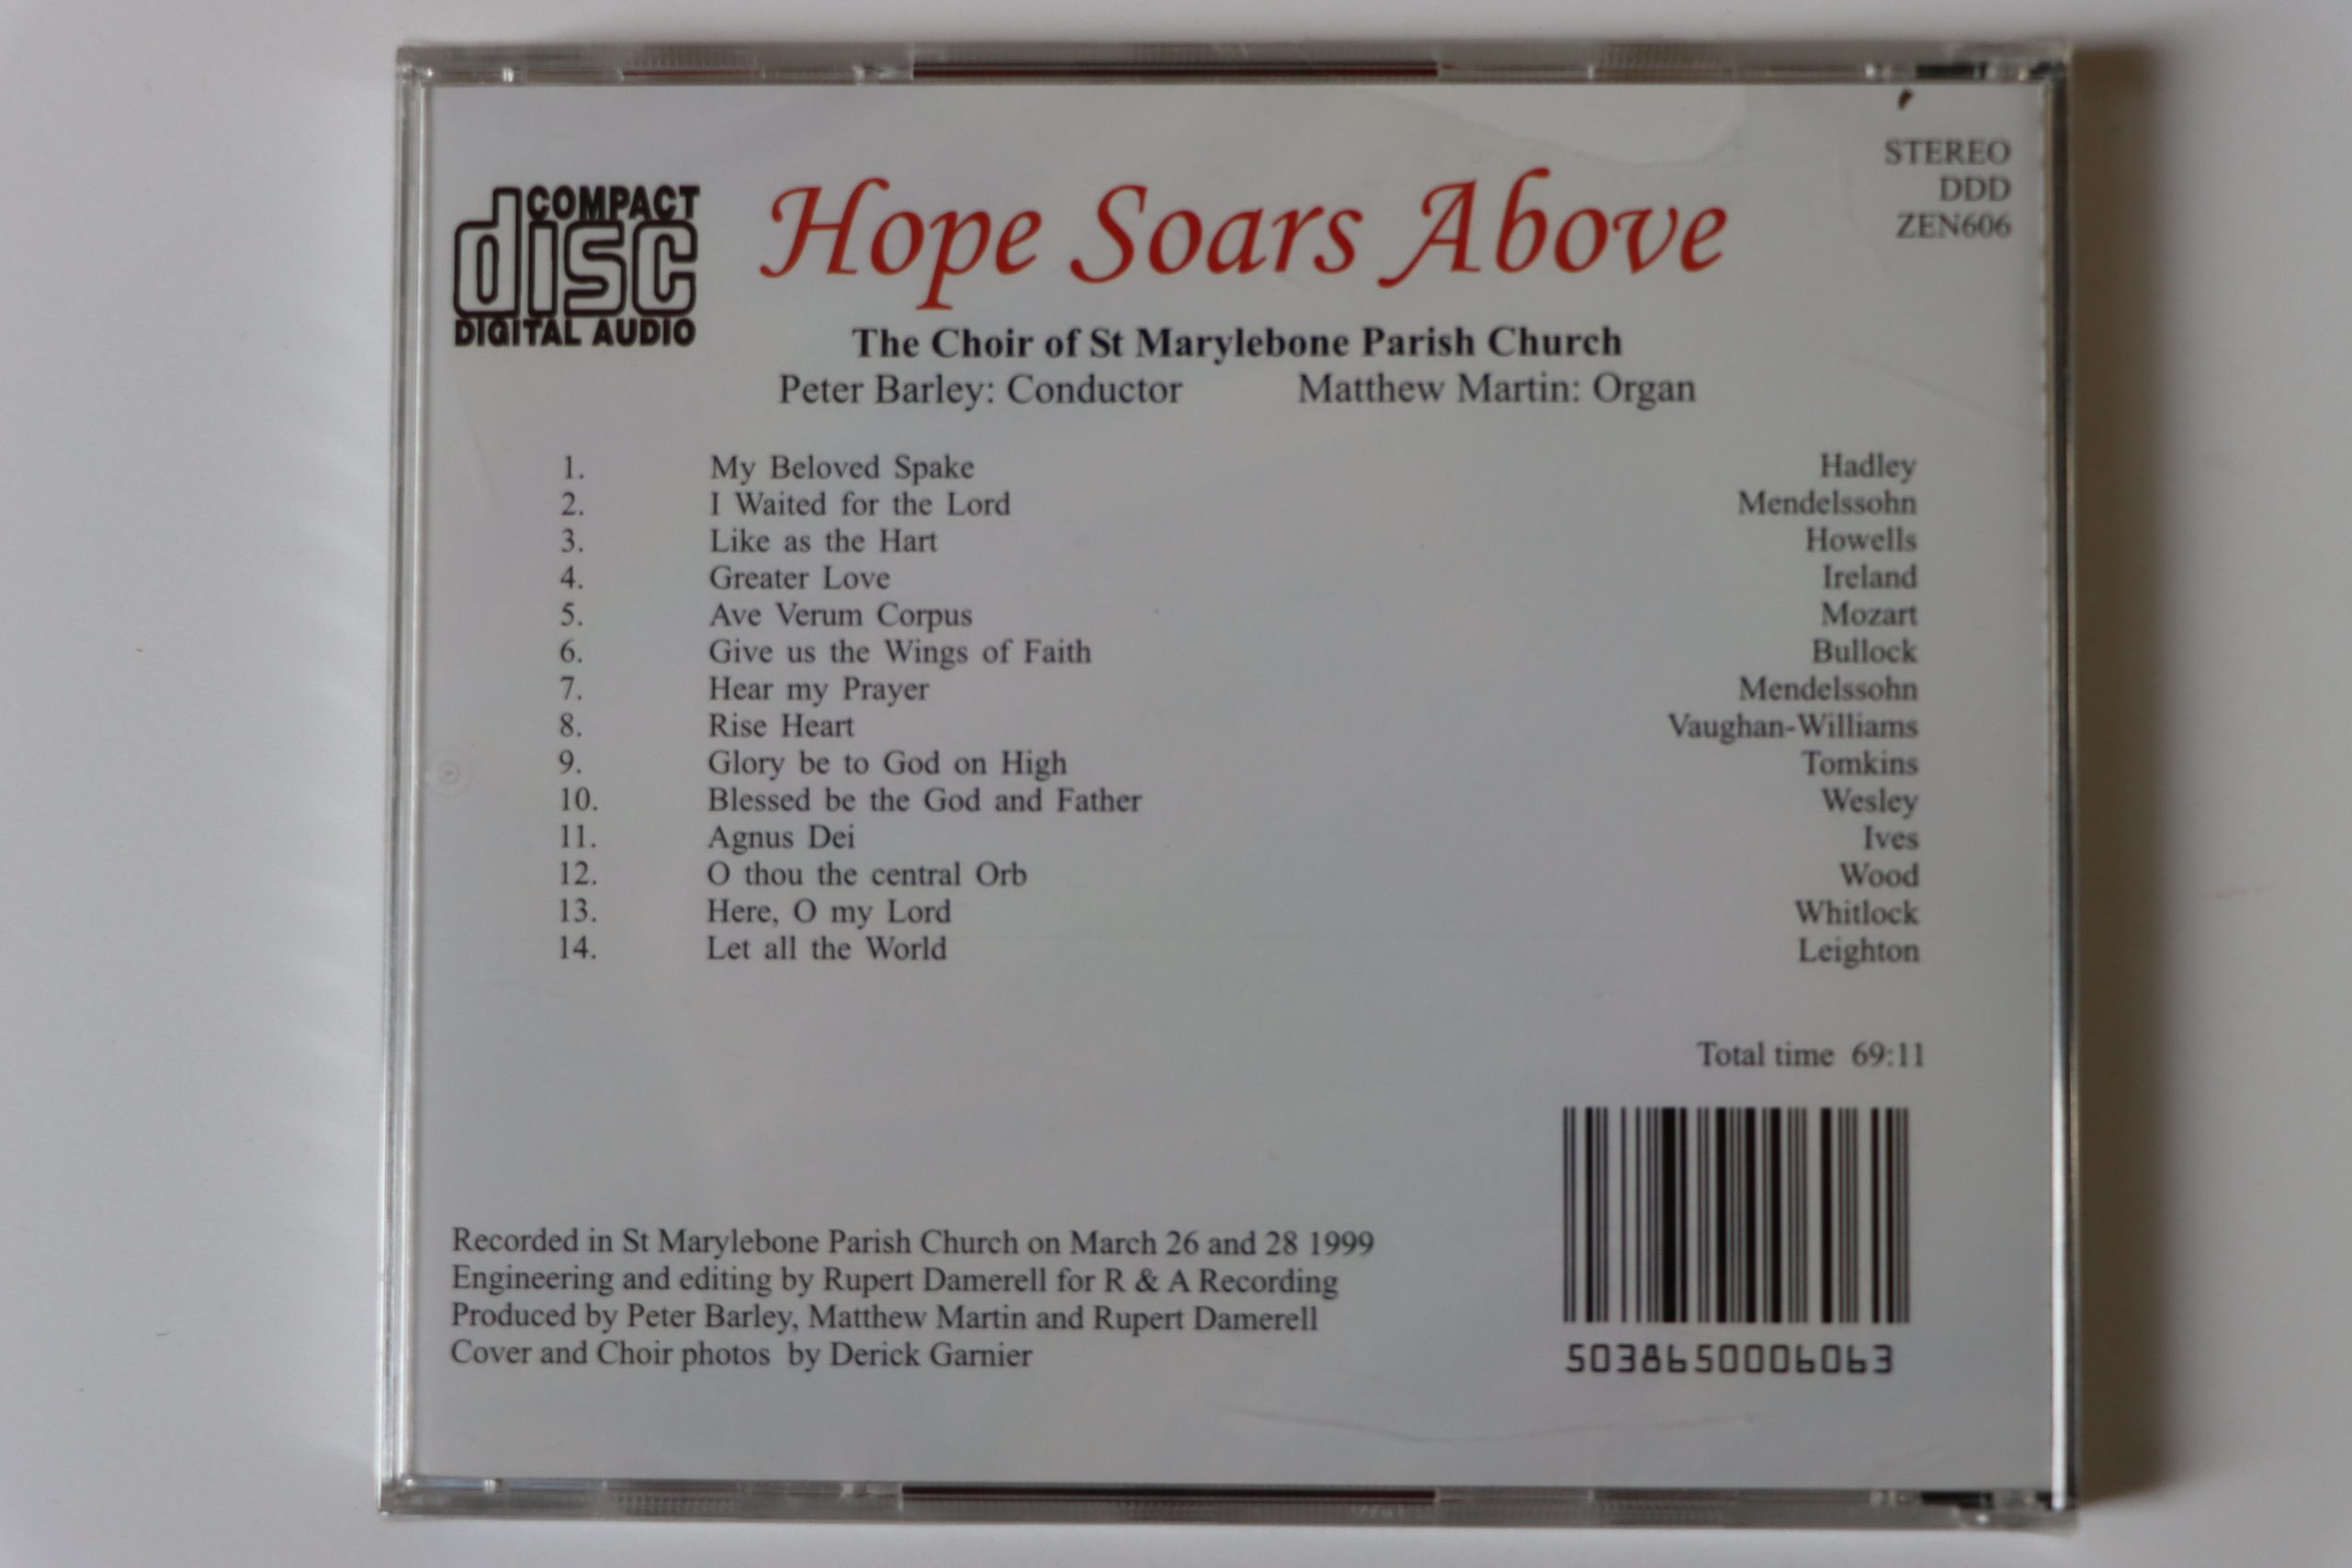 COMPACT
disc
DIGITAL AUDIO
Hope Soars Above
STEREO
DDD
ZEN606
The Choir of St Marylebone Parish Church
Peter Barley: Conductor Matthew Martin: Organ
1. My Beloved Spake Hadley
2. I Waited for the Lord Mendelssohn
3. Like as the Hart Howells
4. Greater Love Ireland
5. Ave Verum Corpus Mozart
6. Give us the Wings of Faith Bullock
7. Hear my Prayer Mendelssohn
8. Rise Heart Vaughan-Williams
9. Glory be to God on High Tomkins
10. Blessed be the God and Father Wesley
11. Agnus Dei Ives
12. O thou the central Orb Wood
13. Here, O my Lord Whitlock
14. Let all the World Leighton
Total time 69:11
Recorded in St Marylebone Parish Church on March 26 and 28 1999
Engineering and editing by Rupert Damerell for R & A Recording
Produced by Peter Barley, Matthew Martin and Rupert Damerell
Cover and Choir photos by Derick Garnier
5038650006063